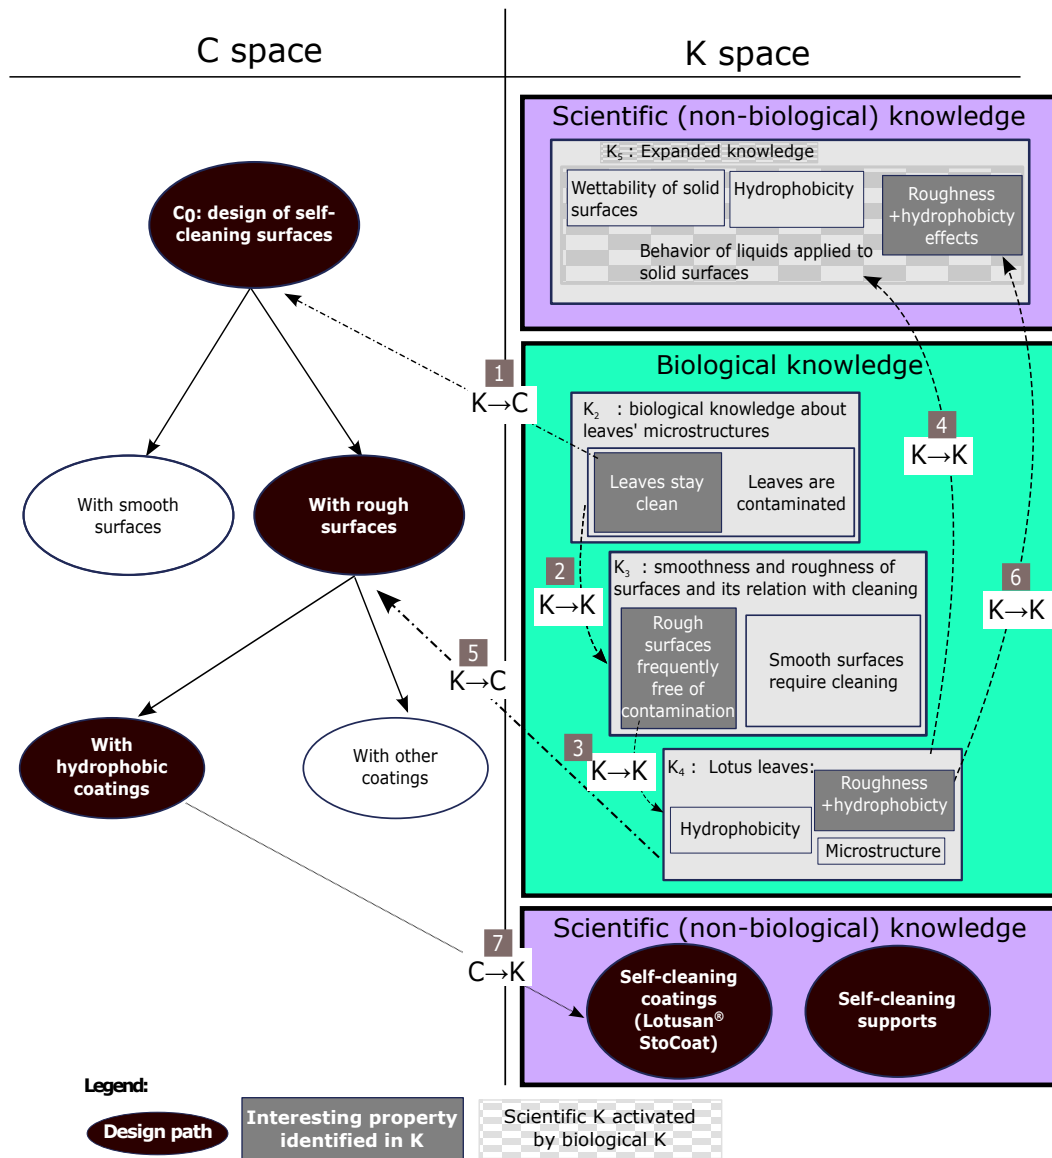 C space
K space
Scientific (non-biological) knowledge
K5 : Expanded knowledge
Wettability of solid
surfaces
Hydrophobicity
Roughness
+hydrophobicty
effects
Behavior of liquids applied to
solid surfaces
C0: design of self-
cleaning surfaces
1
K→C
With smooth
surfaces
With rough
surfaces
5
K→C
With
hydrophobic
coatings
With other
coatings
Biological knowledge
K2 : biological knowledge about
leaves' microstructures
Leaves stay
clean
Leaves are
contaminated
4
K→K
2
K→K
K3 : smoothness and roughness of
surfaces and its relation with cleaning
Rough
surfaces
frequently
free of
contamination
Smooth surfaces
require cleaning
6
K→K
3
K→K
K4 : Lotus leaves:
Hydrophobicity
Roughness
+hydrophobicty
Microstructure
7
C→K
Scientific (non-biological) knowledge
Self-cleaning
coatings
(Lotusan®
StoCoat)
Self-cleaning
supports
Legend:
Design path
Interesting property
identified in K
Scientific K activated
by biological K